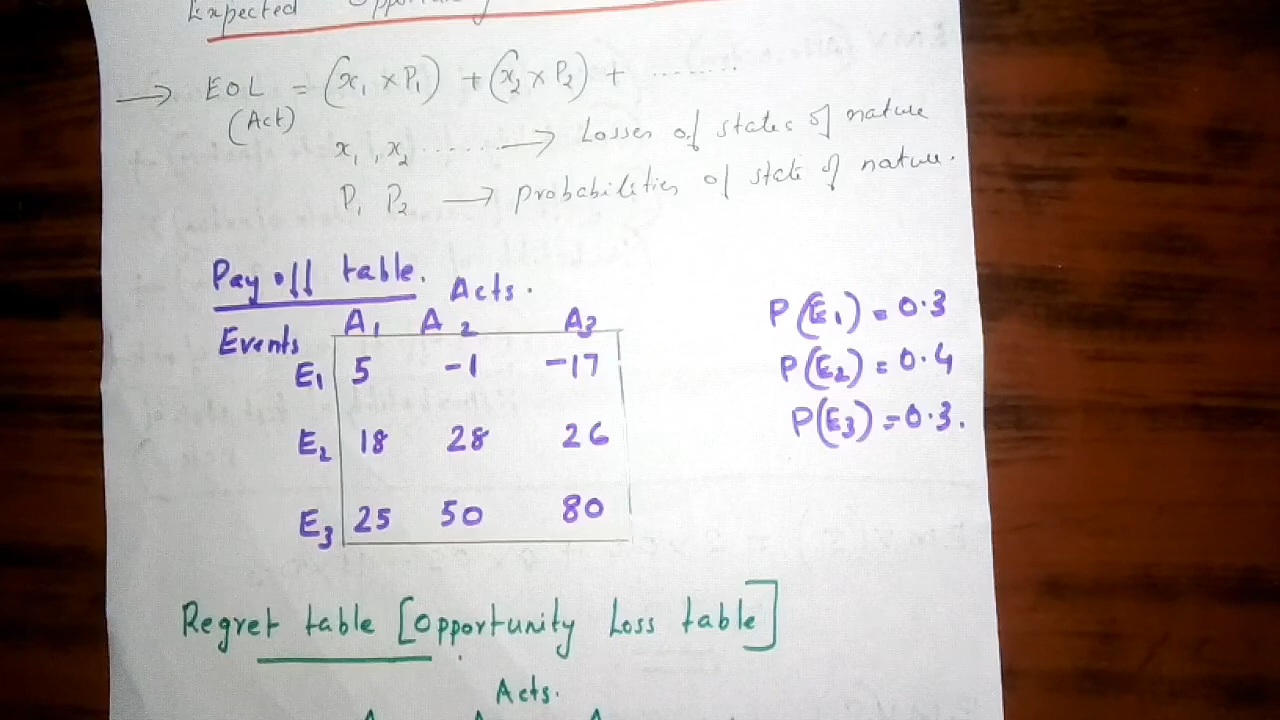 Expected Opportunity
→ EOL = (x₁ × P₁) + (x₂ × P₂) + ........
(Act)
x₁, x₂ ...... → Losses of states of nature
P₁ P₂ → probabilities of state of nature.
Pay off table.
Acts.
Events A₁ A₂ A₃
E₁ 5 -1 -17
E₂ 18 28 26
E₃ 25 50 80
P(E₁) = 0.3
P(E₂) = 0.4
P(E₃) = 0.3.
Regret table [Opportunity Loss table]
Acts.